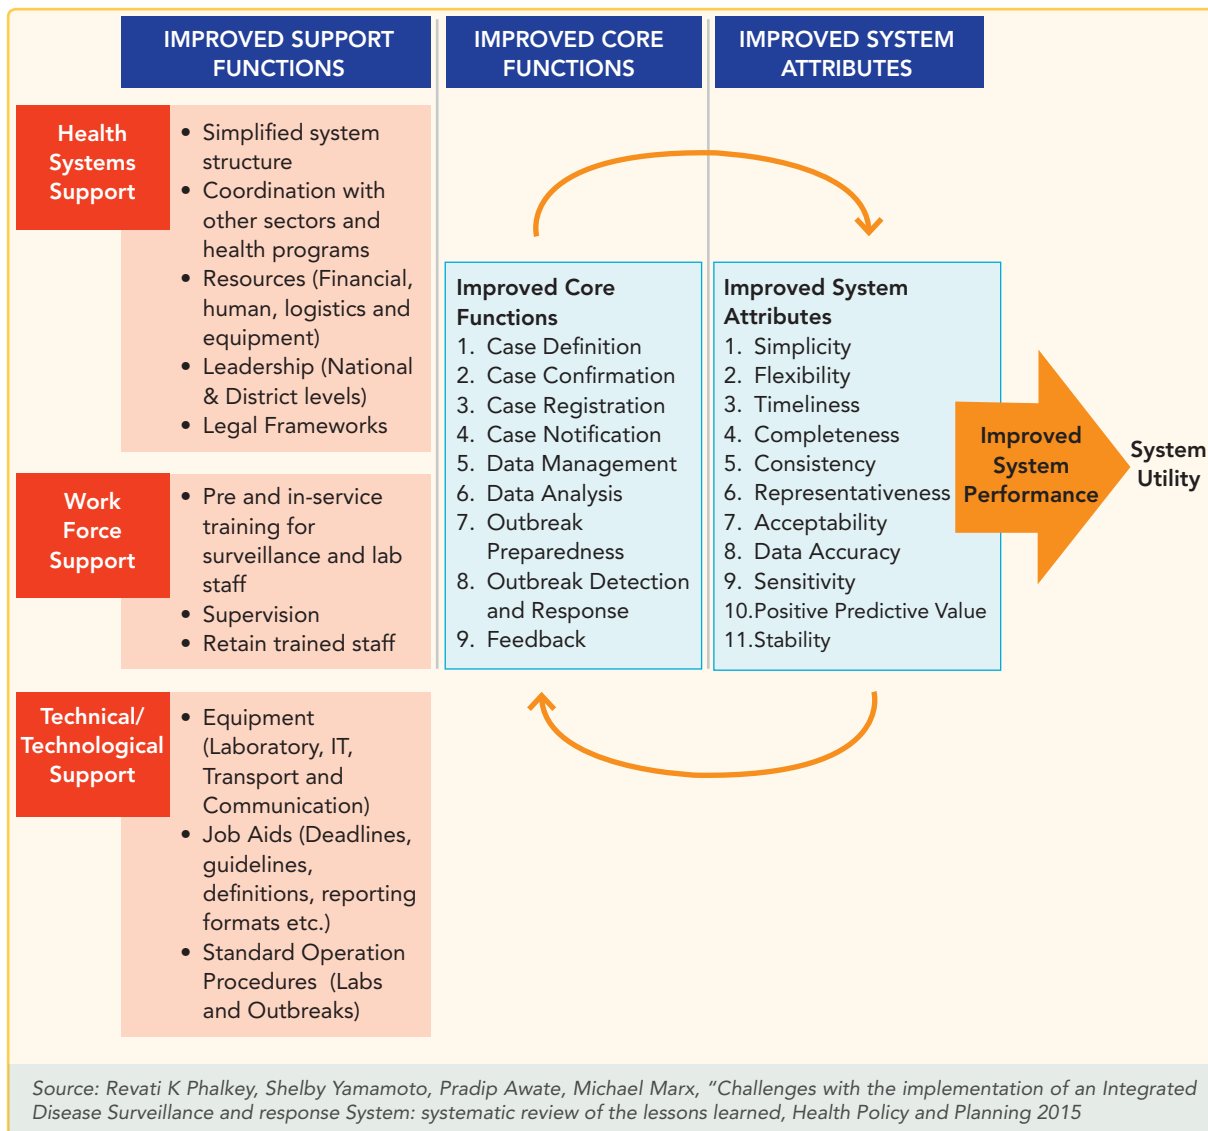 IMPROVED SUPPORT
FUNCTIONS
IMPROVED CORE
FUNCTIONS
IMPROVED SYSTEM
ATTRIBUTES
Health
Systems
Support
• Simplified system
structure
• Coordination with
other sectors and
health programs
• Resources (Financial,
human, logistics and
equipment)
• Leadership (National
& District levels)
• Legal Frameworks
Work
Force
Support
• Pre and in-service
training for
surveillance and lab
staff
• Supervision
• Retain trained staff
Technical/
Technological
Support
• Equipment
(Laboratory, IT,
Transport and
Communication)
• Job Aids (Deadlines,
guidelines,
definitions, reporting
formats etc.)
• Standard Operation
Procedures (Labs
and Outbreaks)
Improved Core
Functions
1. Case Definition
2. Case Confirmation
3. Case Registration
4. Case Notification
5. Data Management
6. Data Analysis
7. Outbreak
Preparedness
8. Outbreak Detection
and Response
9. Feedback
Improved System
Attributes
1. Simplicity
2. Flexibility
3. Timeliness
4. Completeness
5. Consistency
6. Representativeness
7. Acceptability
8. Data Accuracy
9. Sensitivity
10.Positive Predictive Value
11.Stability
Improved
System
Performance
System
Utility
Source: Revati K Phalkey, Shelby Yamamoto, Pradip Awate, Michael Marx, “Challenges with the implementation of an Integrated
Disease Surveillance and response System: systematic review of the lessons learned, Health Policy and Planning 2015